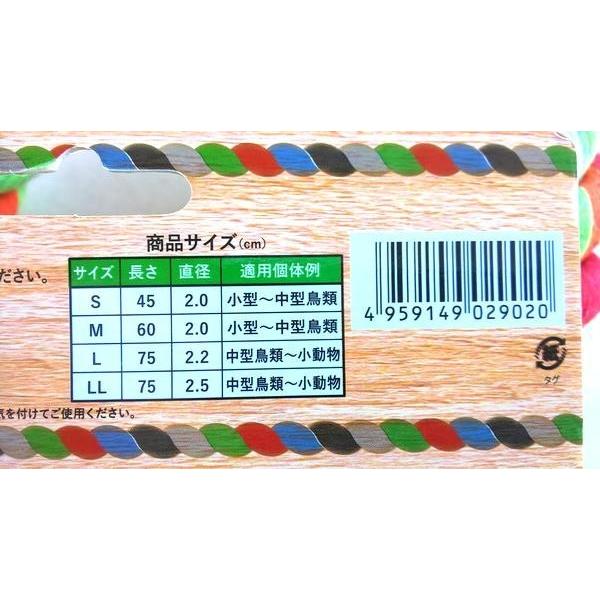 商品サイズ(cm)
ださい。
サイズ 長さ 直径 適用個体例
S 45 2.0 小型～中型鳥類
M 60 2.0 小型～中型鳥類
L 75 2.2 中型鳥類～小動物
LL 75 2.5 中型鳥類～小動物
気を付けてご使用ください。
4 959149 029020
紙
タグ